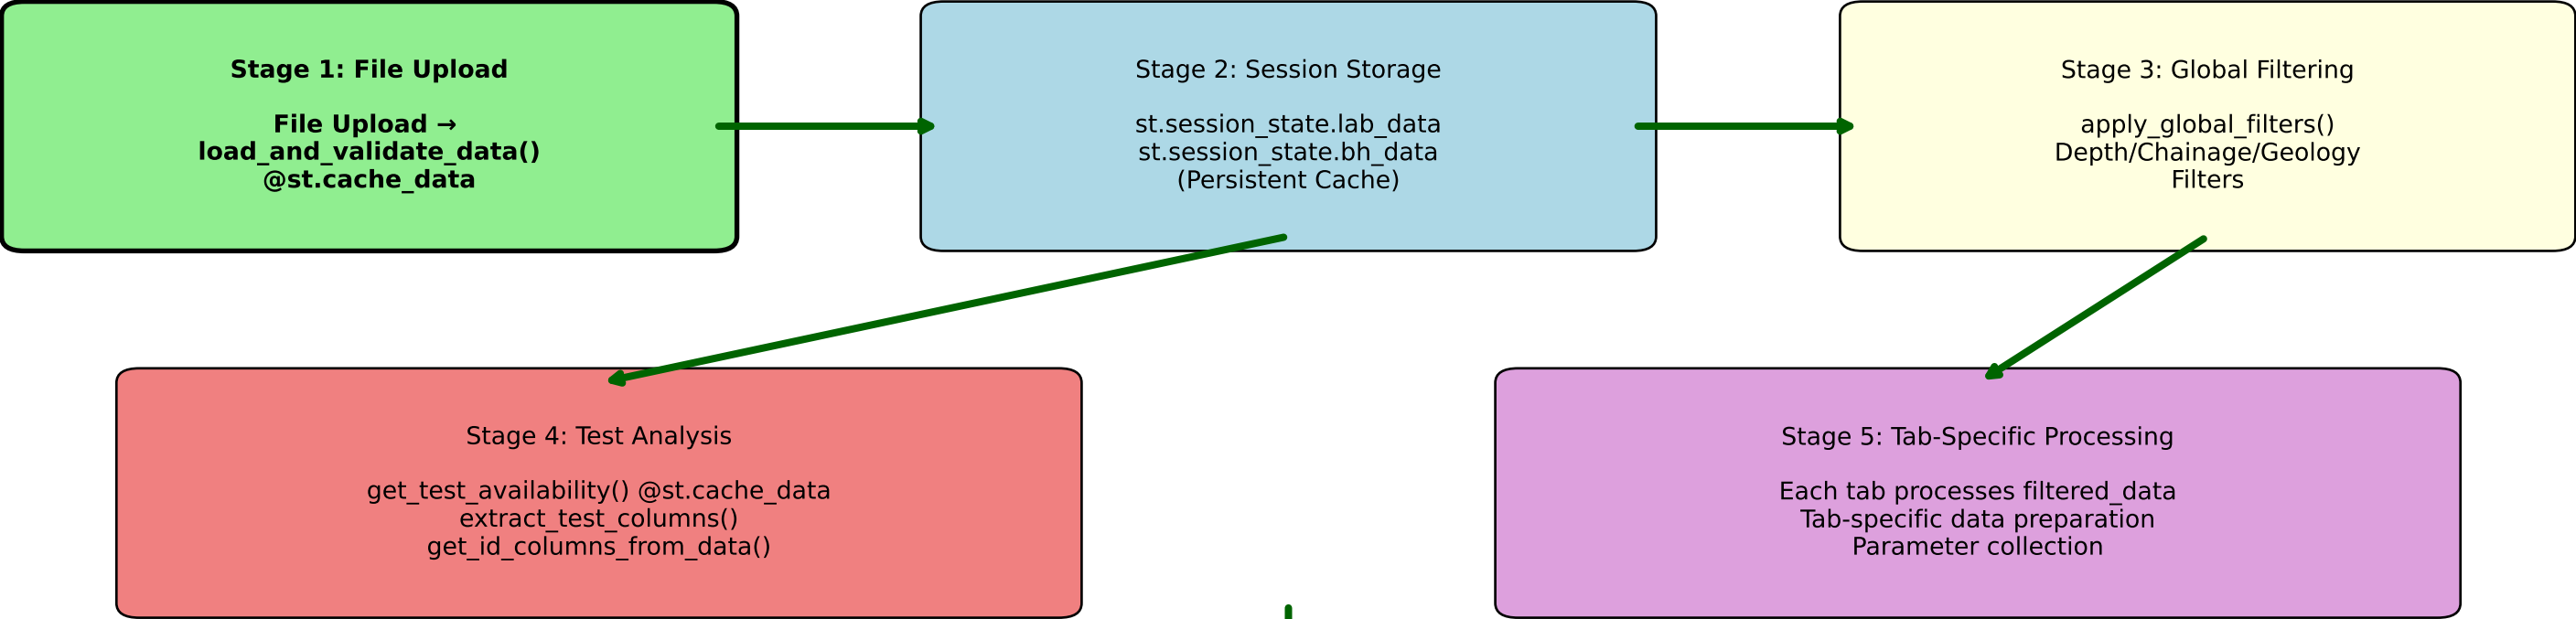 Stage 1: File Upload
File Upload →
load_and_validate_data()
@st.cache_data
Stage 2: Session Storage
st.session_state.lab_data
st.session_state.bh_data
(Persistent Cache)
Stage 3: Global Filtering
apply_global_filters()
Depth/Chainage/Geology
Filters
Stage 4: Test Analysis
get_test_availability() @st.cache_data
extract_test_columns()
get_id_columns_from_data()
Stage 5: Tab-Specific Processing
Each tab processes filtered_data
Tab-specific data preparation
Parameter collection